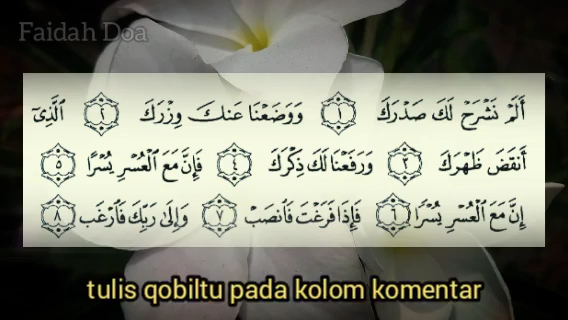 Faidah Doa
أَلَمْ نَشْرَحْ لَكَ صَدْرَكَ ١ وَوَضَعْنَا عَنكَ وِزْرَكَ ٢ الَّذِىٓ
أَنقَضَ ظَهْرَكَ ٣ وَرَفَعْنَا لَكَ ذِكْرَكَ ٤ فَإِنَّ مَعَ الْعُسْرِ يُسْرًا ٥
إِنَّ مَعَ الْعُسْرِ يُسْرًا ٦ فَإِذَا فَرَغْتَ فَانصَبْ ٧ وَإِلَىٰ رَبِّكَ فَارْغَب ٨
tulis qobiltu pada kolom komentar